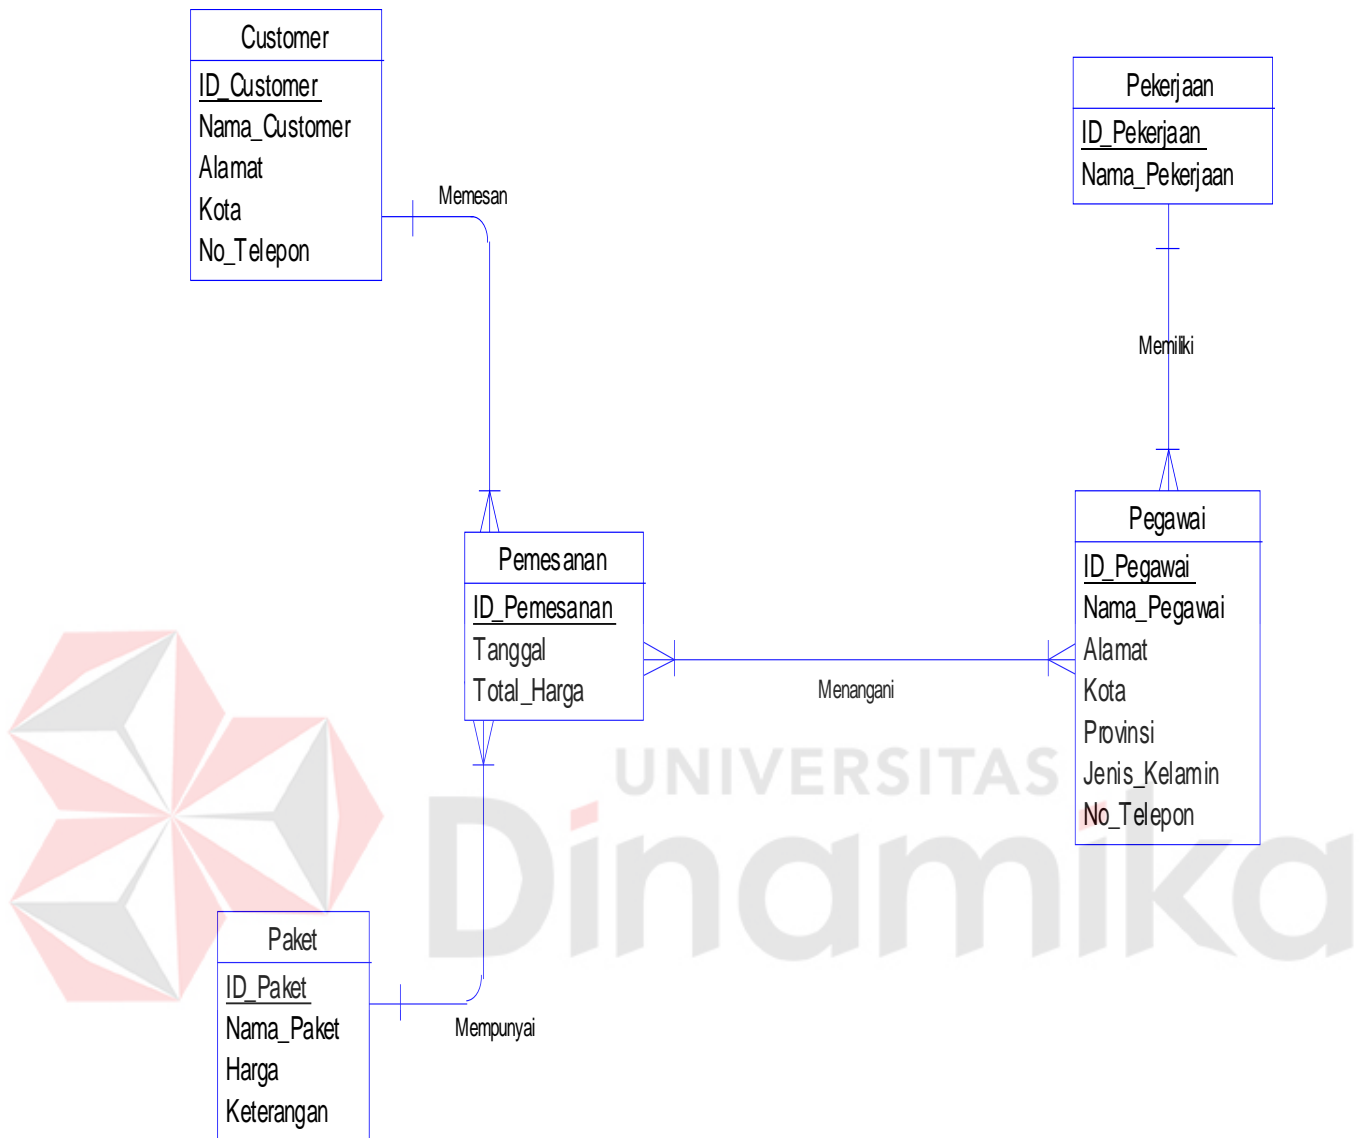 Customer
ID_Customer
Nama_Customer
Alamat
Kota
No_Telepon
Memesan
Pekerjaan
ID_Pekerjaan
Nama_Pekerjaan
Memiliki
Pemesanan
ID_Pemesanan
Tanggal
Total_Harga
Menangani
Pegawai
ID_Pegawai
Nama_Pegawai
Alamat
Kota
Provinsi
Jenis_Kelamin
No_Telepon
UNIVERSITAS
Dinamika
Paket
ID_Paket
Nama_Paket
Harga
Keterangan
Mempunyai